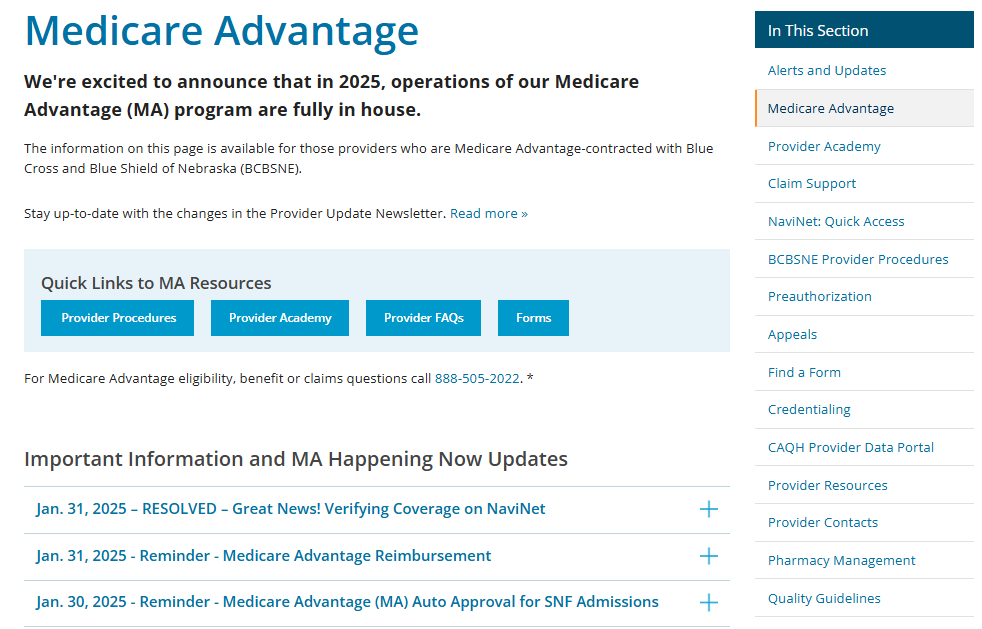 Medicare Advantage
We're excited to announce that in 2025, operations of our Medicare
Advantage (MA) program are fully in house.
The information on this page is available for those providers who are Medicare Advantage-contracted with Blue
Cross and Blue Shield of Nebraska (BCBSNE).
Stay up-to-date with the changes in the Provider Update Newsletter. Read more »
Quick Links to MA Resources
Provider Procedures
Provider Academy
Provider FAQs
Forms
For Medicare Advantage eligibility, benefit or claims questions call 888-505-2022. *
Important Information and MA Happening Now Updates
Jan. 31, 2025 – RESOLVED – Great News! Verifying Coverage on NaviNet
Jan. 31, 2025 - Reminder - Medicare Advantage Reimbursement
Jan. 30, 2025 - Reminder - Medicare Advantage (MA) Auto Approval for SNF Admissions
In This Section
Alerts and Updates
Medicare Advantage
Provider Academy
Claim Support
NaviNet: Quick Access
BCBSNE Provider Procedures
Preauthorization
Appeals
Find a Form
Credentialing
CAQH Provider Data Portal
Provider Resources
Provider Contacts
Pharmacy Management
Quality Guidelines